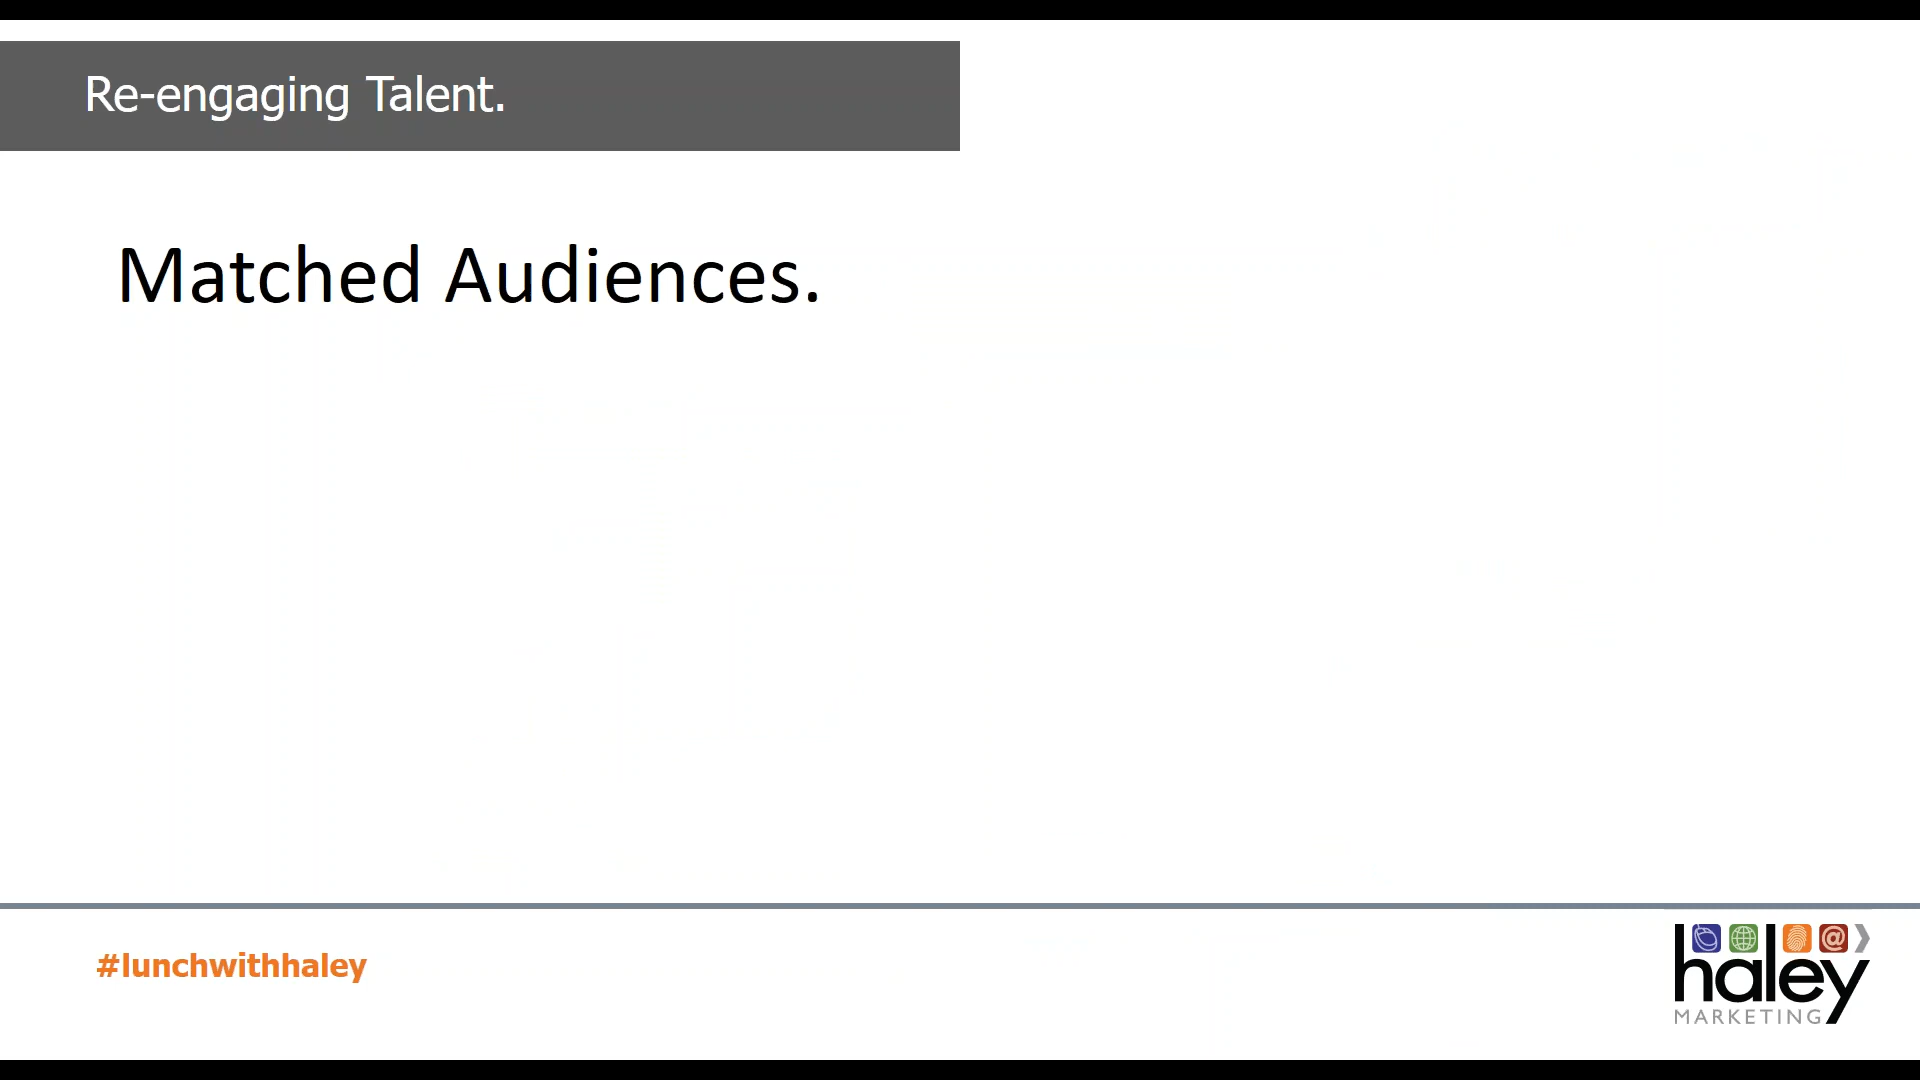 Re-engaging Talent.
Matched Audiences.
#lunchwithhaley
haley
MARKETING